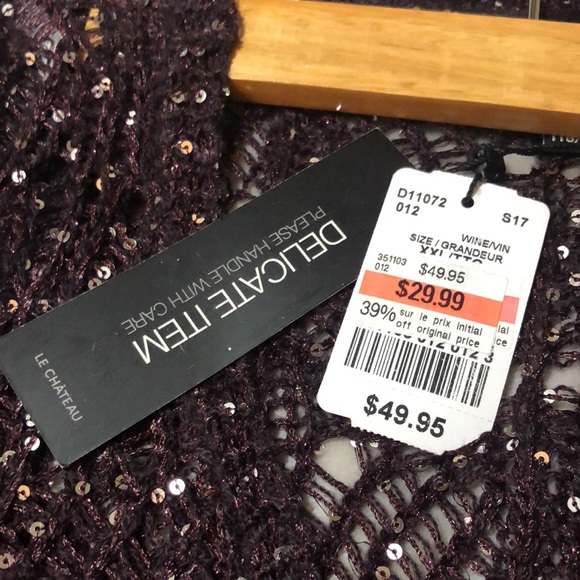 DELICATE ITEM
PLEASE HANDLE WITH CARE
LE CHÂTEAU
D11072
012
S17
WINE/VIN
SIZE / GRANDEUR
351103
012
$49.95
$29.99
39% sur le prix initial
off original price
$49.95